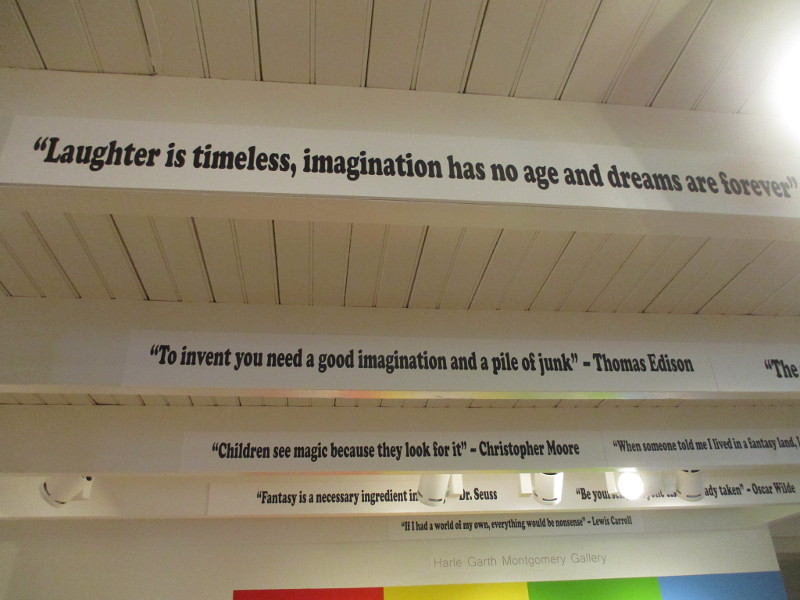 “Laughter is timeless, imagination has no age and dreams are forever”
“To invent you need a good imagination and a pile of junk” – Thomas Edison “The
“Children see magic because they look for it” – Christopher Moore “When someone told me I lived in a fantasy land, I
“Fantasy is a necessary ingredient in Dr. Seuss “Be taken” – Oscar Wilde
“If I had a world of my own, everything would be nonsense” – Lewis Carroll
Harle Garth Montgomery Gallery